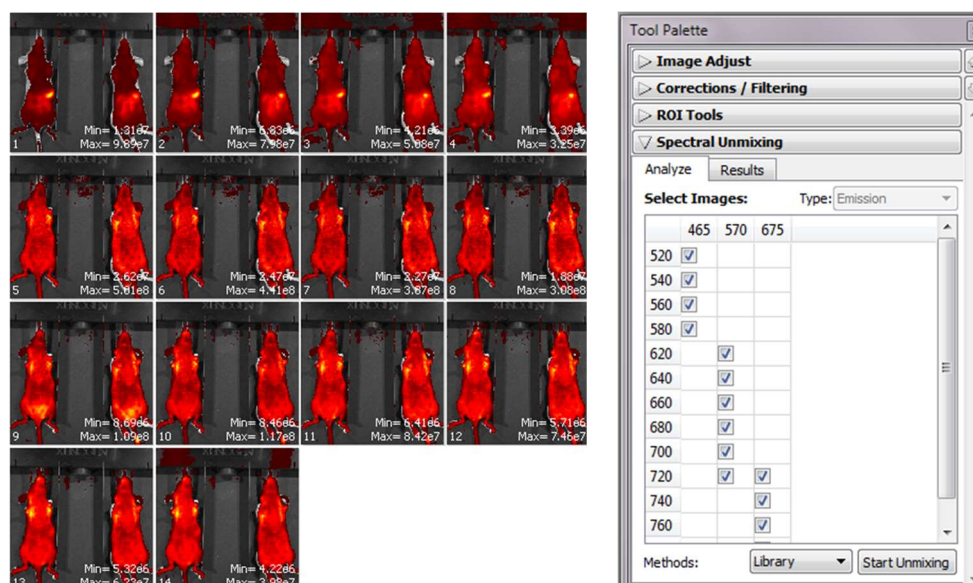 1
Min= 1.31e7
Max= 9.89e7
2
Min= 6.83e6
Max= 7.98e7
3
Min= 4.21e6
Max= 5.08e7
4
Min= 3.39e6
Max= 3.25e7
5
Min= 2.62e7
Max= 5.01e8
6
Min= 2.47e7
Max= 4.41e8
7
Min= 2.27e7
Max= 3.87e8
8
Min= 1.88e7
Max= 3.08e8
9
Min= 8.69e6
Max= 1.09e8
10
Min= 8.46e6
Max= 1.17e8
11
Min= 6.41e6
Max= 8.42e7
12
Min= 5.71e6
Max= 7.46e7
13
Min= 5.32e6
14
Min= 4.22e6
Tool Palette
Image Adjust
Corrections / Filtering
ROI Tools
Spectral Unmixing
Analyze Results
Select Images: Type: Emission
465 570 675
520
540
560
580
620
640
660
680
700
720
740
760
Methods: Library Start Unmixing